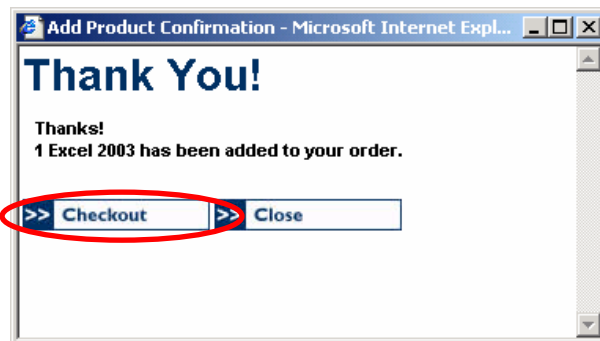 Add Product Confirmation - Microsoft Internet Expl...
Thank You!
Thanks!
1 Excel 2003 has been added to your order.
>> Checkout >> Close